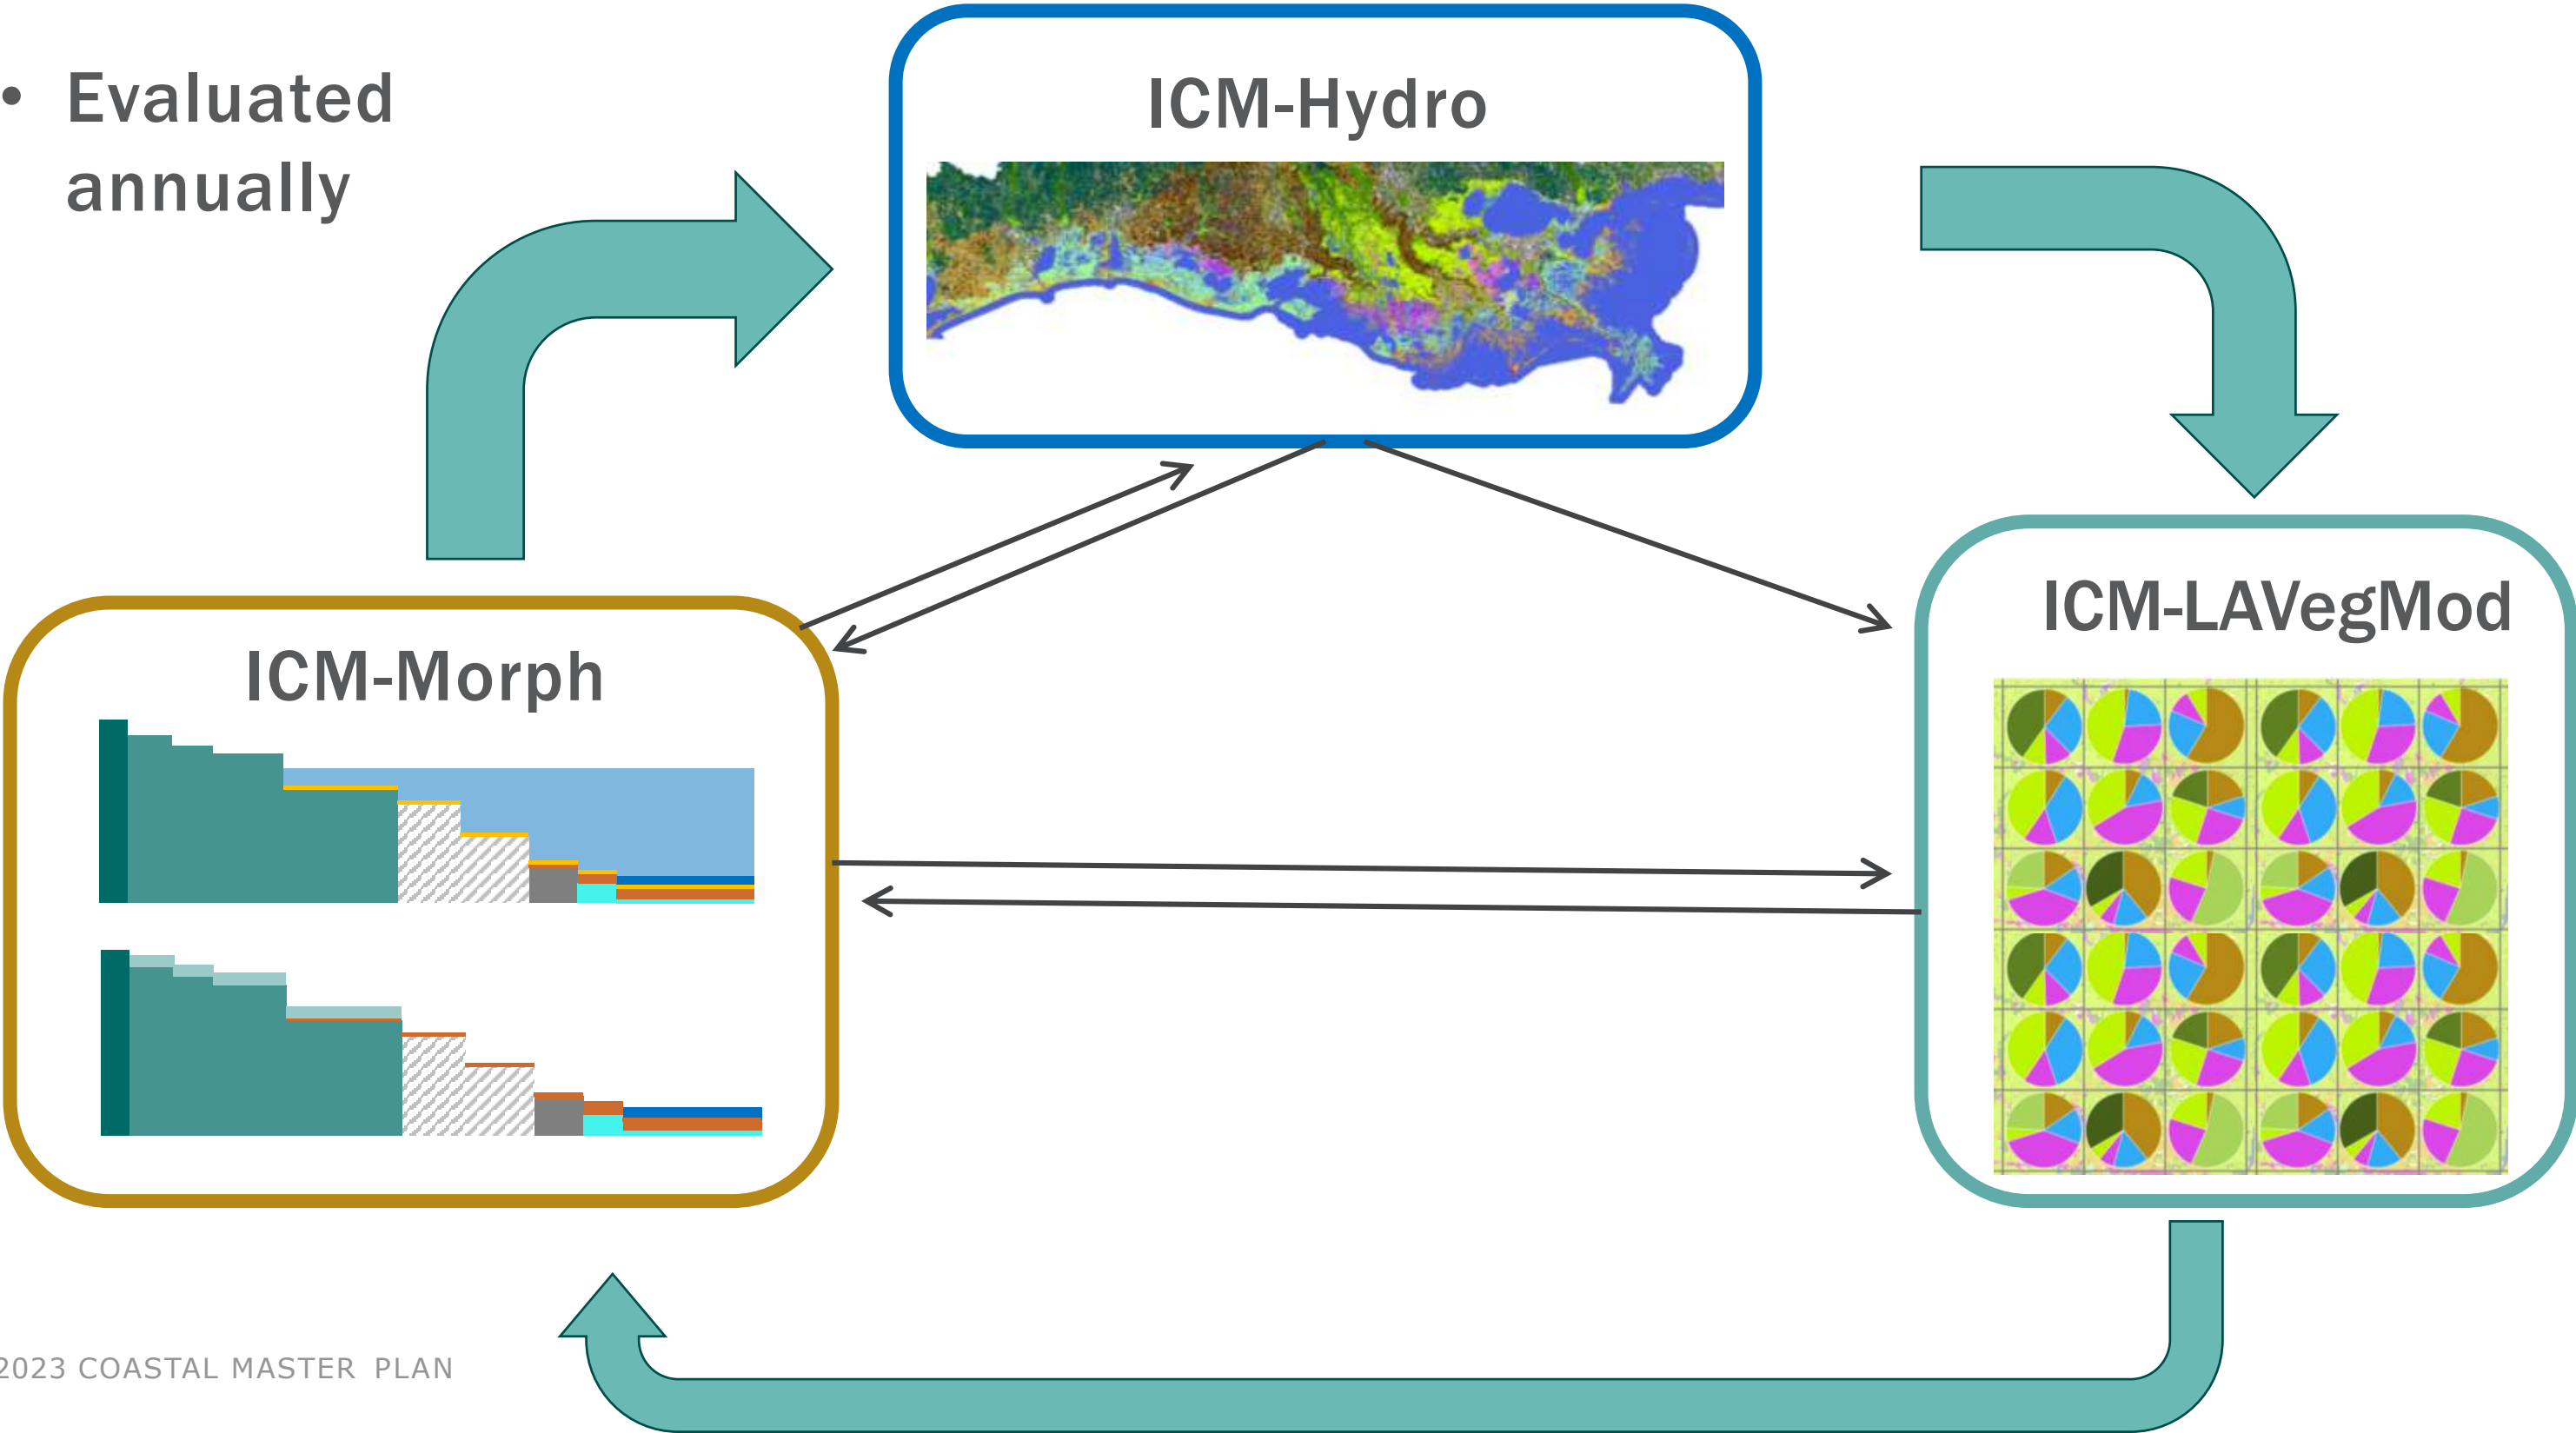 • Evaluated
annually
ICM-Hydro
ICM-LAVegMod
ICM-Morph
2023 COASTAL MASTER PLAN